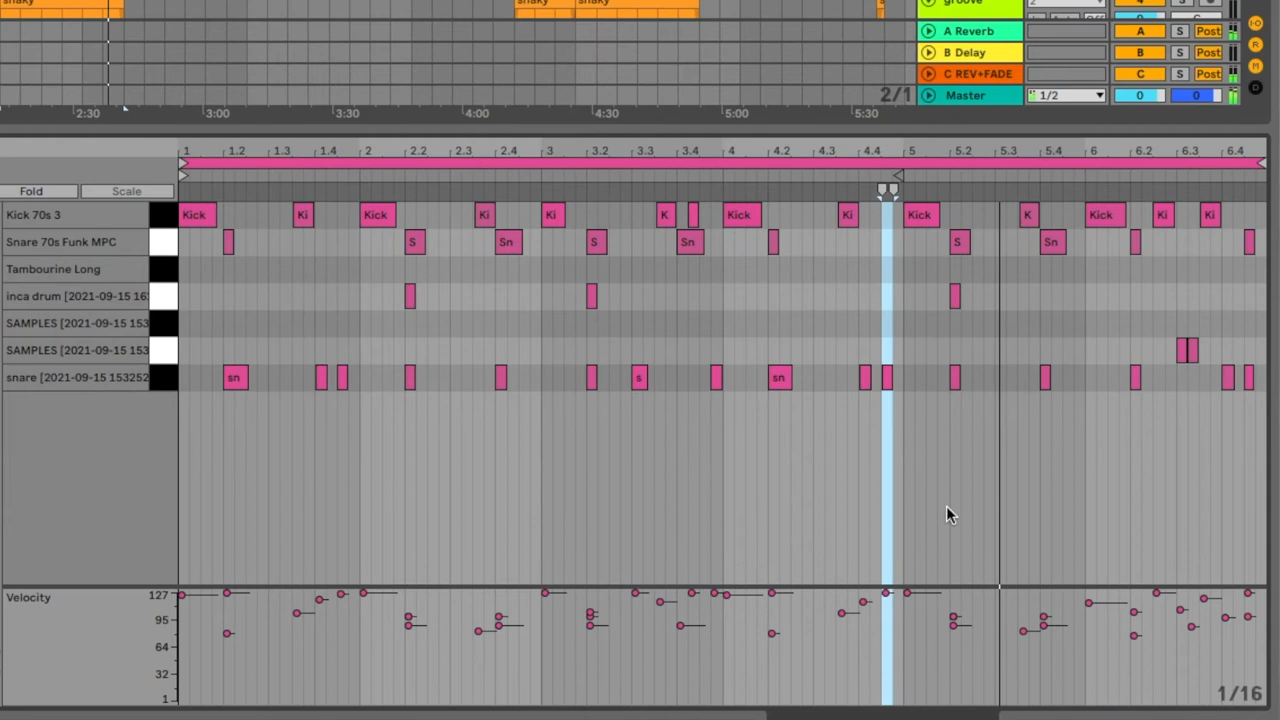 snaky snaky snaky s groove
A Reverb A S Post
B Delay B S Post
C REV+FADE C S Post
2/1 Master 1/2 0 0
2:30 3:00 3:30 4:00 4:30 5:00 5:30
1 1.2 1.3 1.4 2 2.2 2.3 2.4 3 3.2 3.3 3.4 4 4.2 4.3 4.4 5 5.2 5.3 5.4 6 6.2 6.3 6.4
Fold Scale
Kick 70s 3 Kick Ki Kick Ki Ki K Kick Ki Kick K Kick Ki Ki
Snare 70s Funk MPC S Sn S Sn S Sn
Tambourine Long
inca drum [2021-09-15 16
SAMPLES [2021-09-15 153
SAMPLES [2021-09-15 153
snare [2021-09-15 153252 sn s sn
Velocity 127
95
64
32
1
1/16